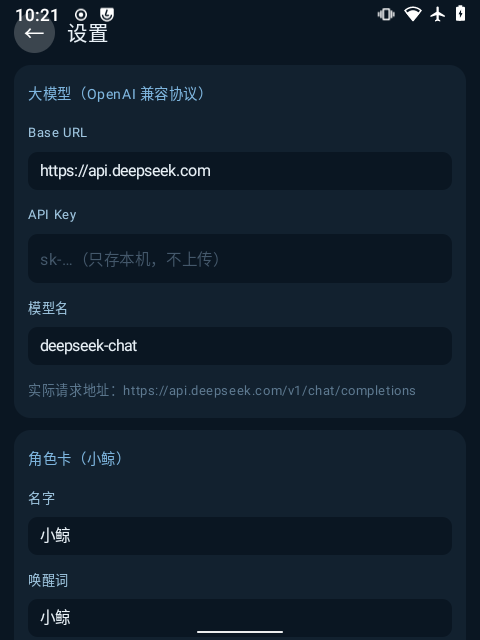 10:21
设置
大模型（OpenAI 兼容协议）
Base URL
https://api.deepseek.com
API Key
sk-...（只存本机，不上传）
模型名
deepseek-chat
实际请求地址：https://api.deepseek.com/v1/chat/completions
角色卡（小鲸）
名字
小鲸
唤醒词
小鲸